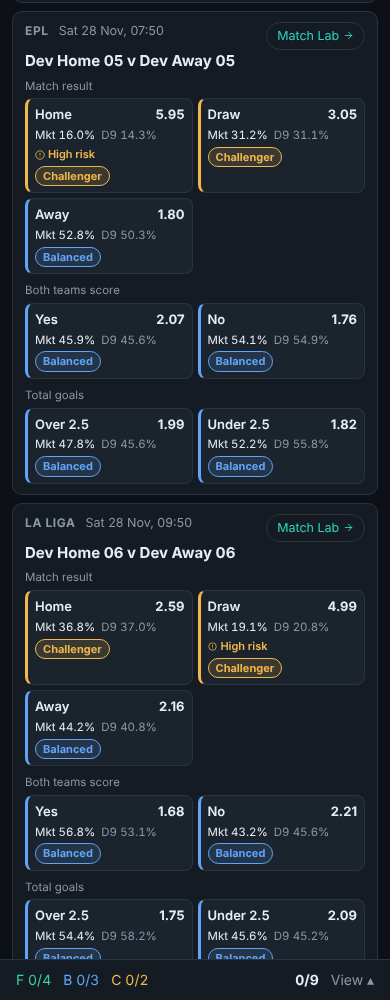 EPL Sat 28 Nov, 07:50
Match Lab →
Dev Home 05 v Dev Away 05
Match result
Home 5.95
Mkt 16.0% D9 14.3%
High risk
Challenger
Draw 3.05
Mkt 31.2% D9 31.1%
Challenger
Away 1.80
Mkt 52.8% D9 50.3%
Balanced
Both teams score
Yes 2.07
Mkt 45.9% D9 45.6%
Balanced
No 1.76
Mkt 54.1% D9 54.9%
Balanced
Total goals
Over 2.5 1.99
Mkt 47.8% D9 45.6%
Balanced
Under 2.5 1.82
Mkt 52.2% D9 55.8%
Balanced
LA LIGA Sat 28 Nov, 09:50
Match Lab →
Dev Home 06 v Dev Away 06
Match result
Home 2.59
Mkt 36.8% D9 37.0%
Challenger
Draw 4.99
Mkt 19.1% D9 20.8%
High risk
Challenger
Away 2.16
Mkt 44.2% D9 40.8%
Balanced
Both teams score
Yes 1.68
Mkt 56.8% D9 53.1%
Balanced
No 2.21
Mkt 43.2% D9 45.6%
Balanced
Total goals
Over 2.5 1.75
Mkt 54.4% D9 58.2%
Balanced
Under 2.5 2.09
Mkt 45.6% D9 45.2%
Balanced
F 0/4 B 0/3 C 0/2 0/9 View ▴